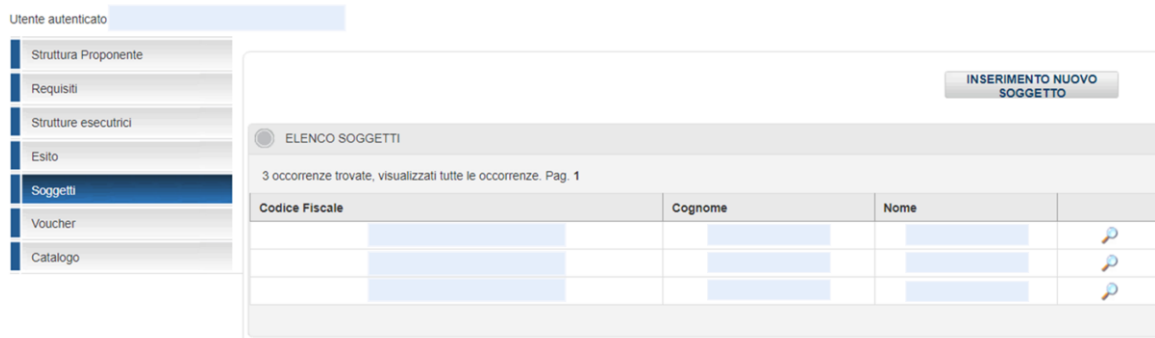 Utente autenticato
Struttura Proponente
Requisiti
Strutture esecutrici
Esito
Soggetti
Voucher
Catalogo
INSERIMENTO NUOVO
SOGGETTO
ELENCO SOGGETTI
3 occorrenze trovate, visualizzati tutte le occorrenze. Pag. 1
Codice Fiscale Cognome Nome